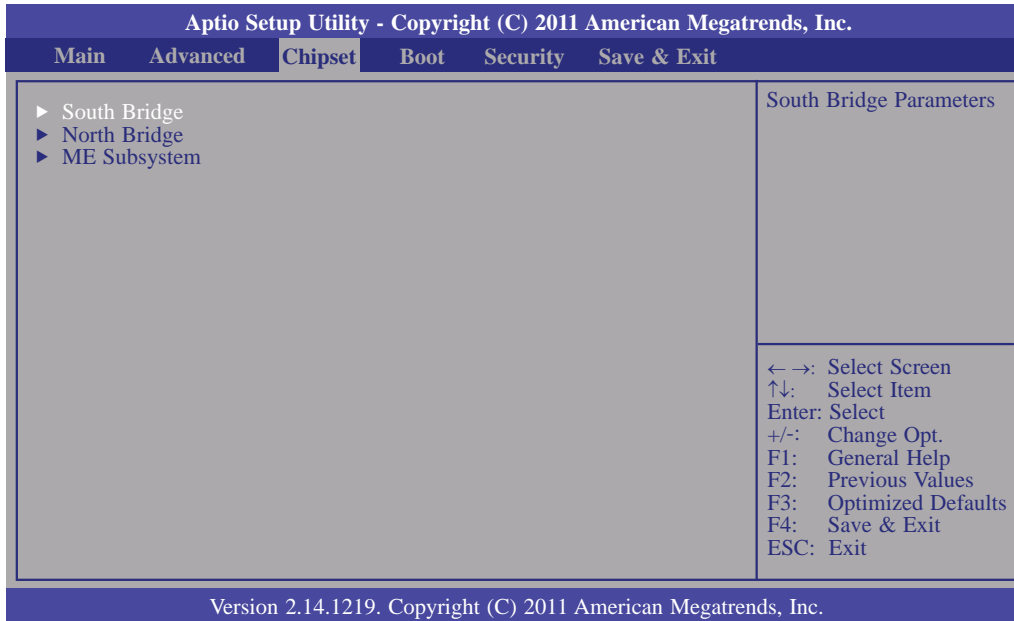 Aptio Setup Utility - Copyright (C) 2011 American Megatrends, Inc.
Main Advanced Chipset Boot Security Save & Exit
► South Bridge
► North Bridge
► ME Subsystem
South Bridge Parameters
← →: Select Screen
↑↓: Select Item
Enter: Select
+/-: Change Opt.
F1: General Help
F2: Previous Values
F3: Optimized Defaults
F4: Save & Exit
ESC: Exit
Version 2.14.1219. Copyright (C) 2011 American Megatrends, Inc.